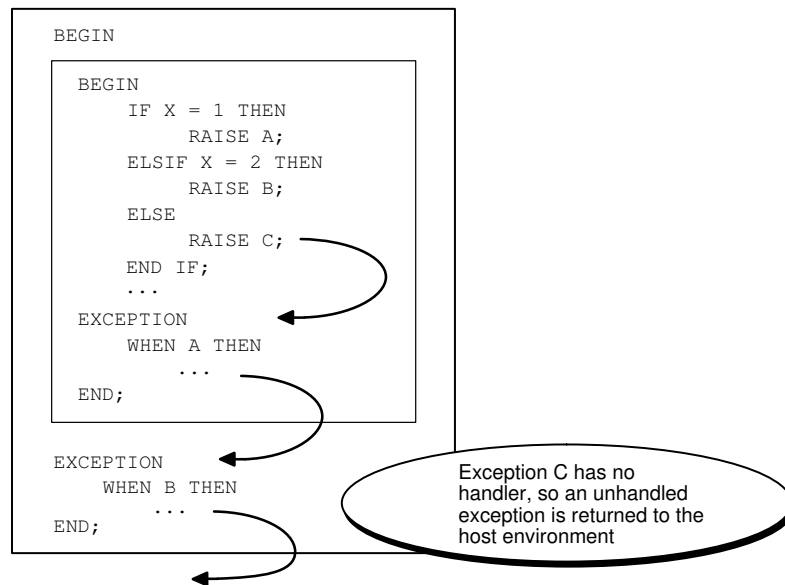 BEGIN
BEGIN
IF X = 1 THEN
RAISE A;
ELSIF X = 2 THEN
RAISE B;
ELSE
RAISE C;
END IF;
...
EXCEPTION
WHEN A THEN
...
END;
EXCEPTION
WHEN B THEN
...
END;
Exception C has no
handler, so an unhandled
exception is returned to the
host environment